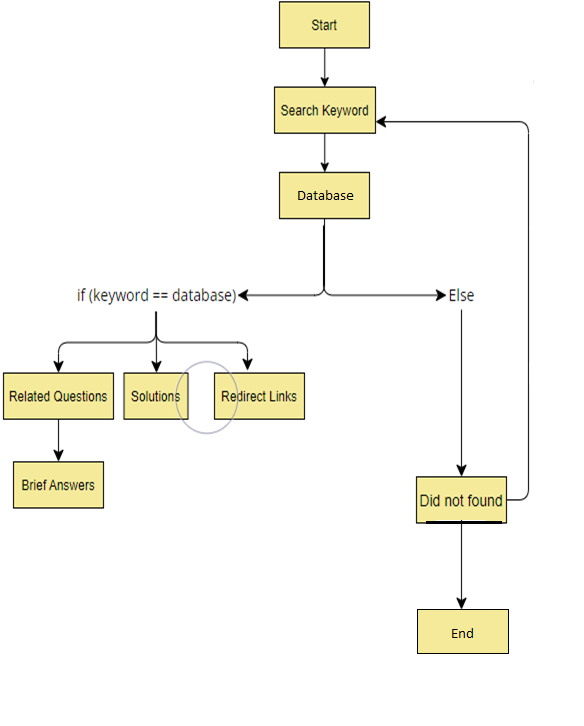 Start
Search Keyword
Database
if (keyword == database)
Else
Related Questions
Solutions
Redirect Links
Brief Answers
Did not found
End